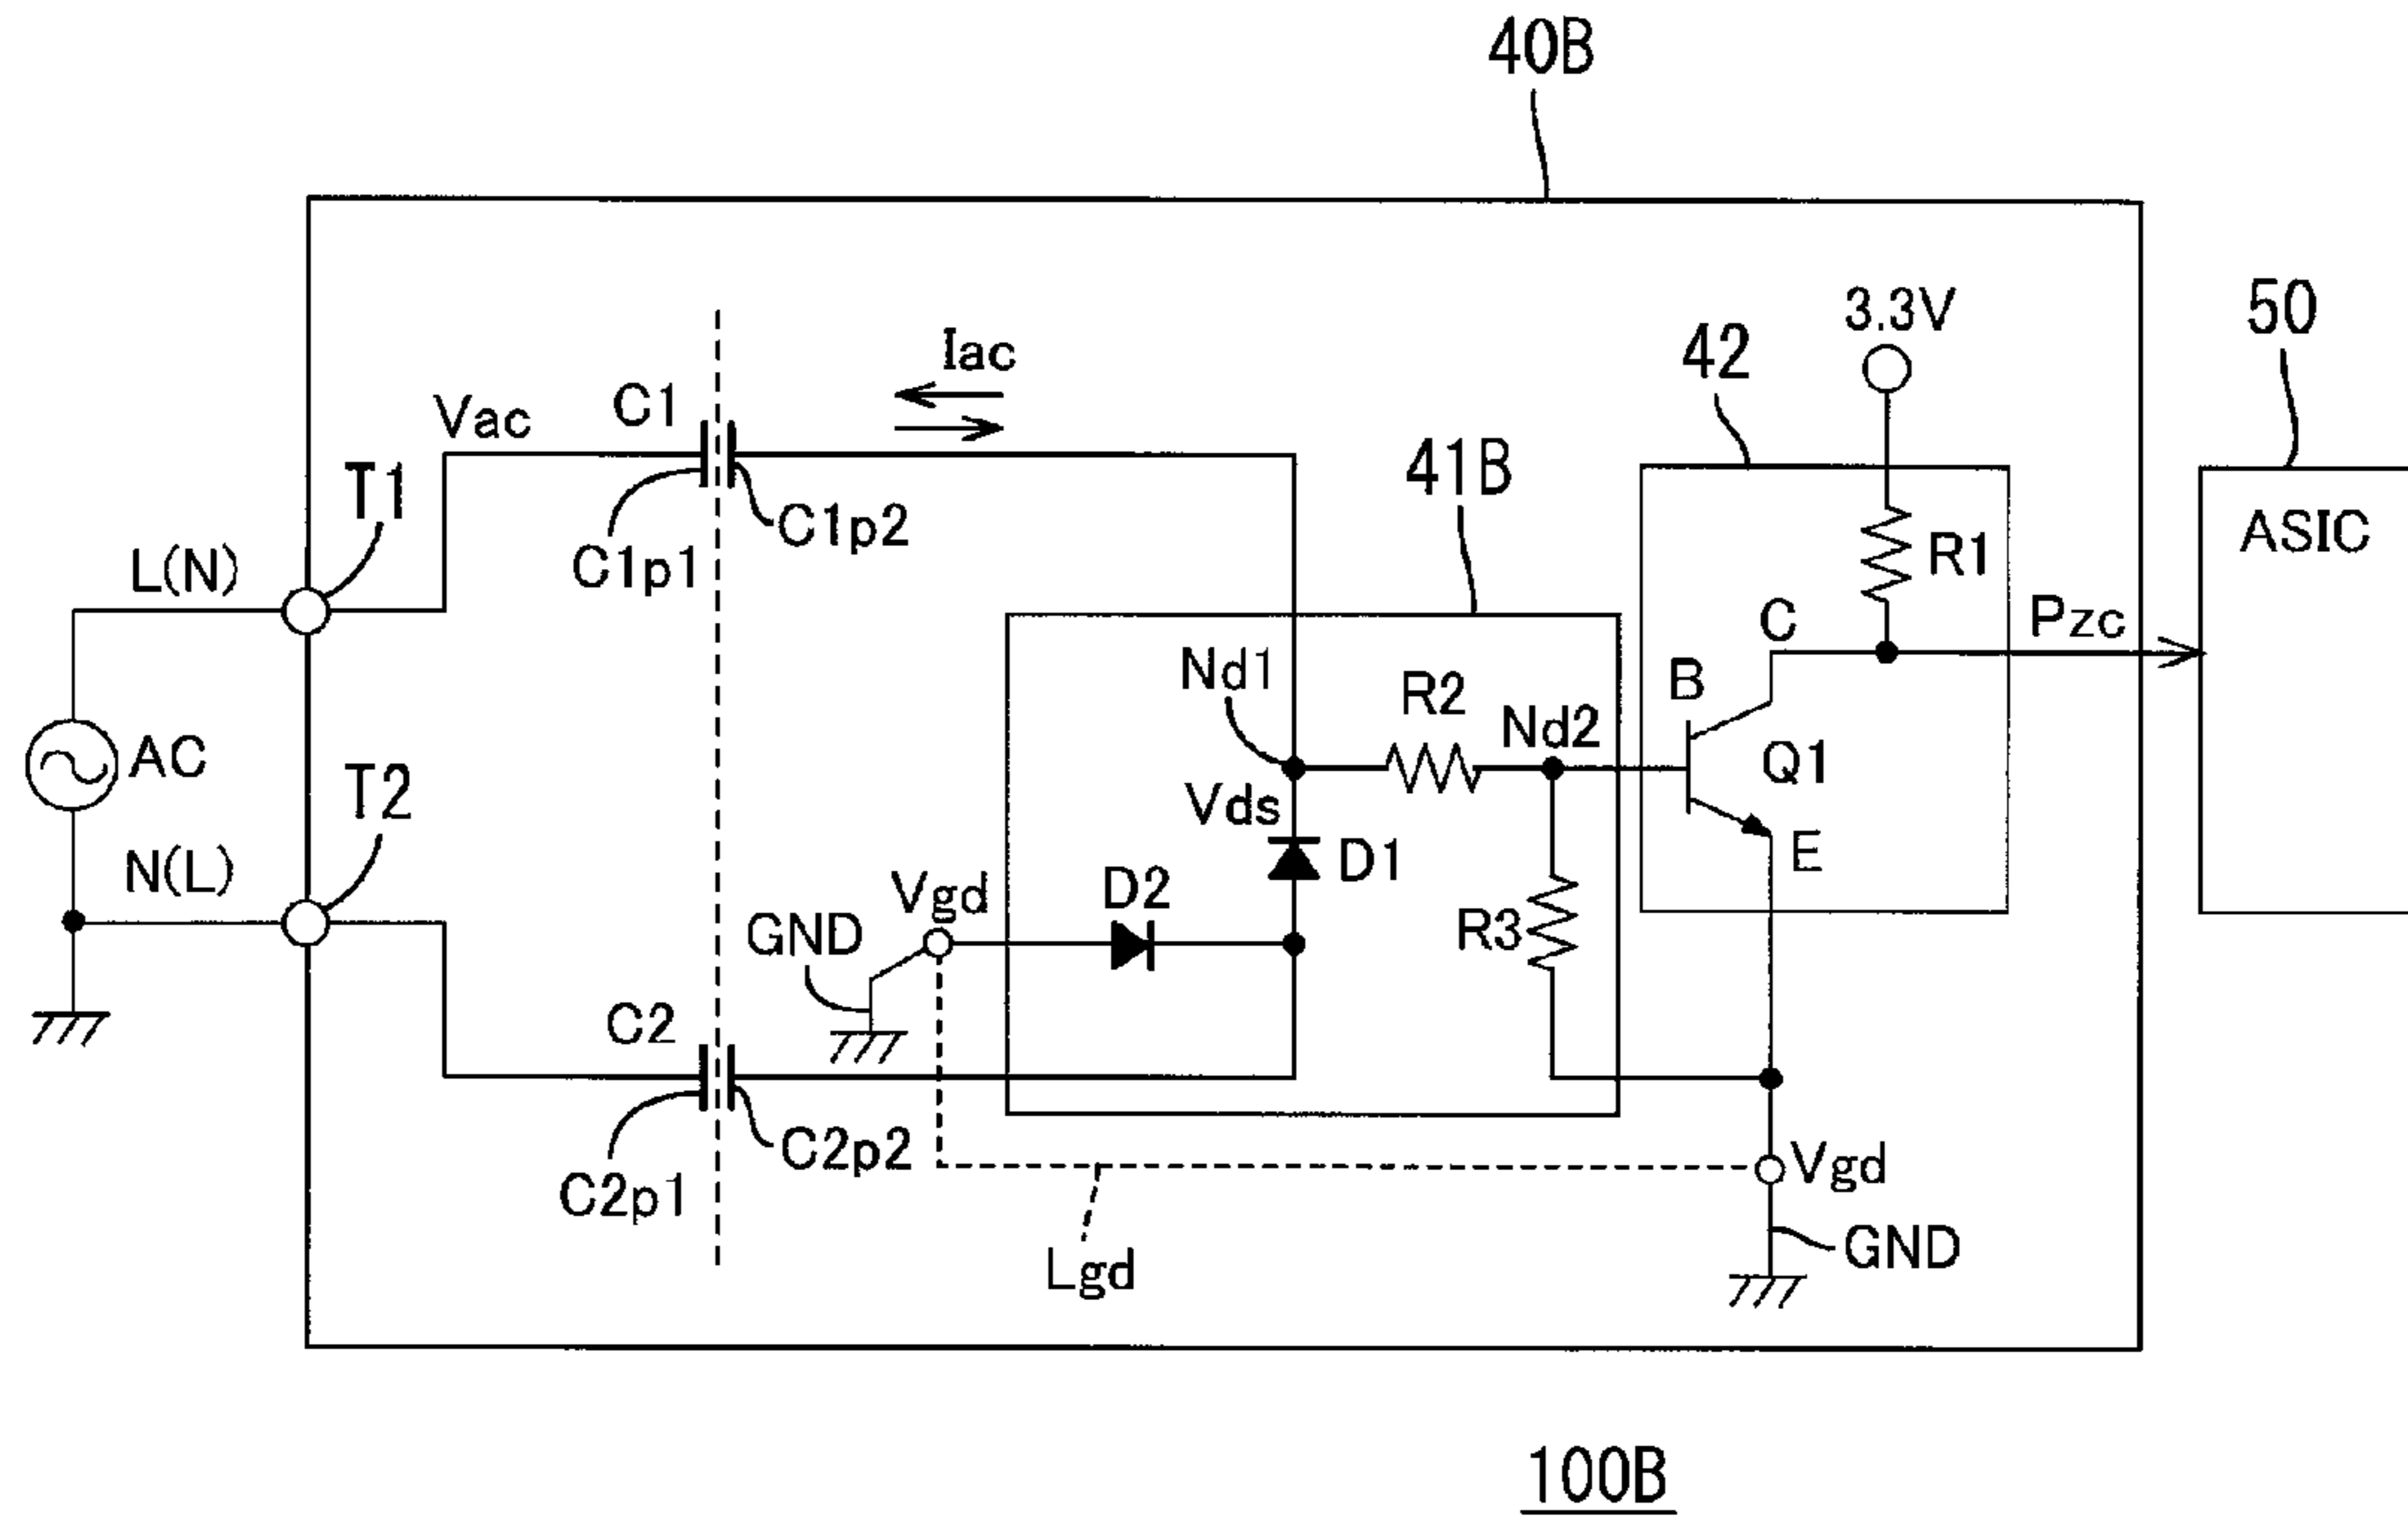 40B
3.3V
50
Iac
42
C1
Vac
41B
T1
C1p2
ASIC
C1p1
R1
L(N)
C
Pzc
Nd1
B
R2
Nd2
AC
Q1
T2
Vds
D1
E
N(L)
Vgd
D2
GND
R3
C2
C2p2
Vgd
C2p1
GND
Lgd
100B